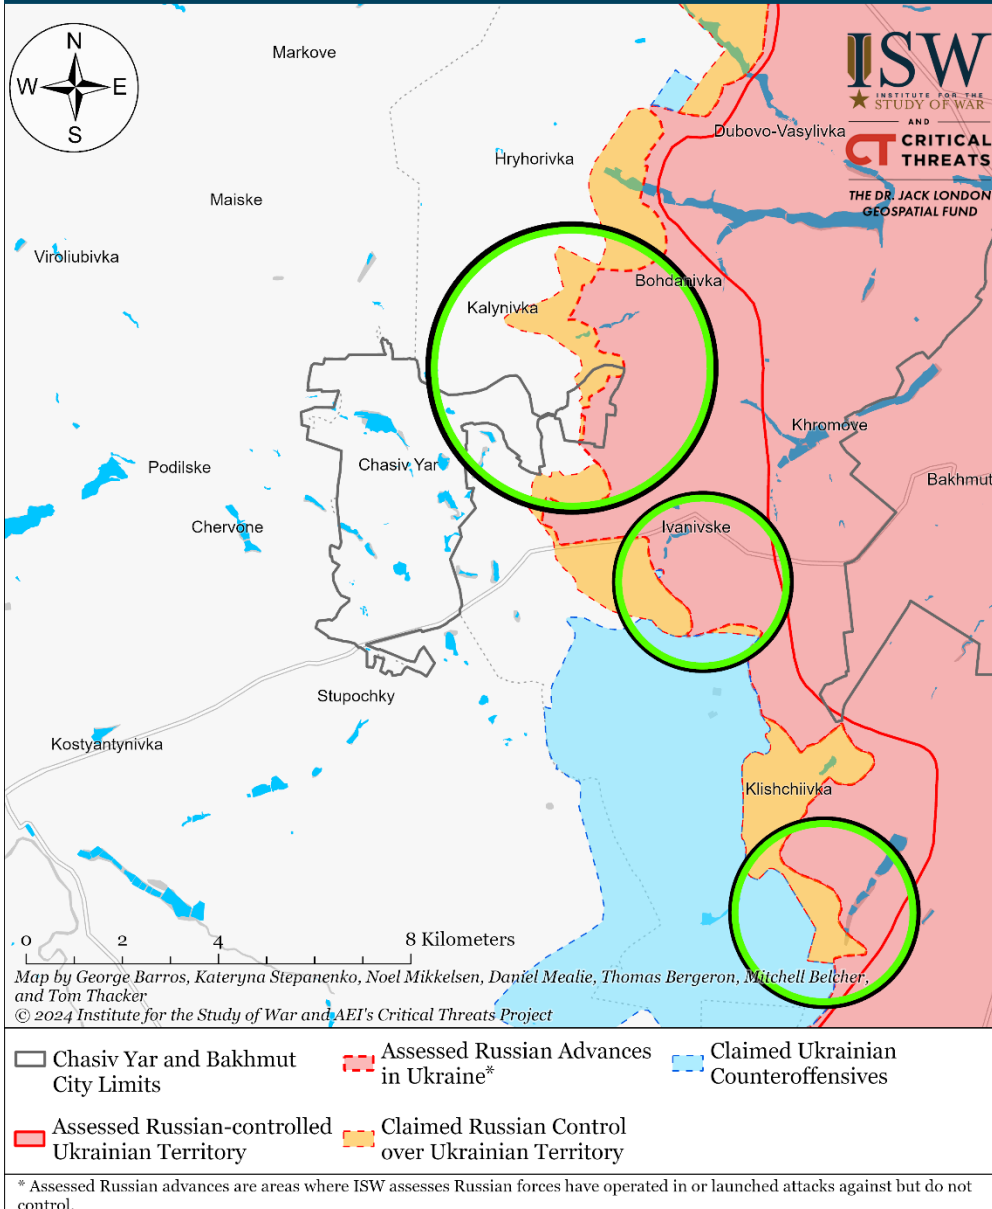 N
W E
S
Markove
ISW
INSTITUTE FOR THE
STUDY OF WAR
AND
CT CRITICAL
THREATS
THE DR. JACK LONDON
GEOSPATIAL FUND
Dubovo-Vasylivka
Hryhorivka
Maiske
Viroliubivka
Bohdanivka
Kalynivka
Khromove
Podilske
Chasiv Yar
Bakhmut
Chervone
Ivanivske
Stupochky
Kostyantynivka
Klishchiivka
0 2 4 8 Kilometers
Map by George Barros, Kateryna Stepanenko, Noel Mikkelsen, Daniel Mealie, Thomas Bergeron, Mitchell Belcher,
and Tom Thacker
© 2024 Institute for the Study of War and AEI's Critical Threats Project
Chasiv Yar and Bakhmut
City Limits
Assessed Russian Advances
in Ukraine*
Claimed Ukrainian
Counteroffensives
Assessed Russian-controlled
Ukrainian Territory
Claimed Russian Control
over Ukrainian Territory
* Assessed Russian advances are areas where ISW assesses Russian forces have operated in or launched attacks against but do not
control.